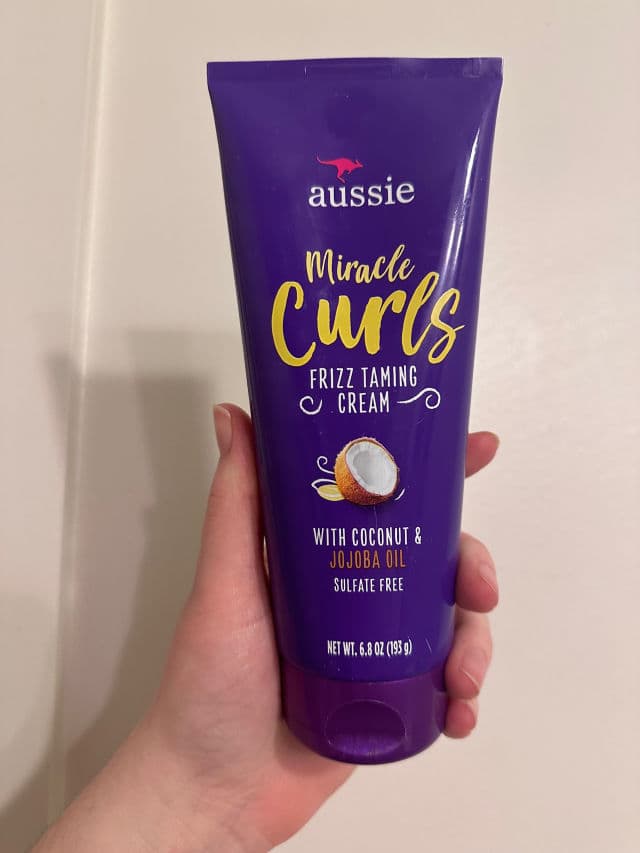 aussie
Miracle
Curls
FRIZZ TAMING
CREAM
WITH COCONUT &
JOJOBA OIL
SULFATE FREE
NET WT. 6.8 OZ (193 g)